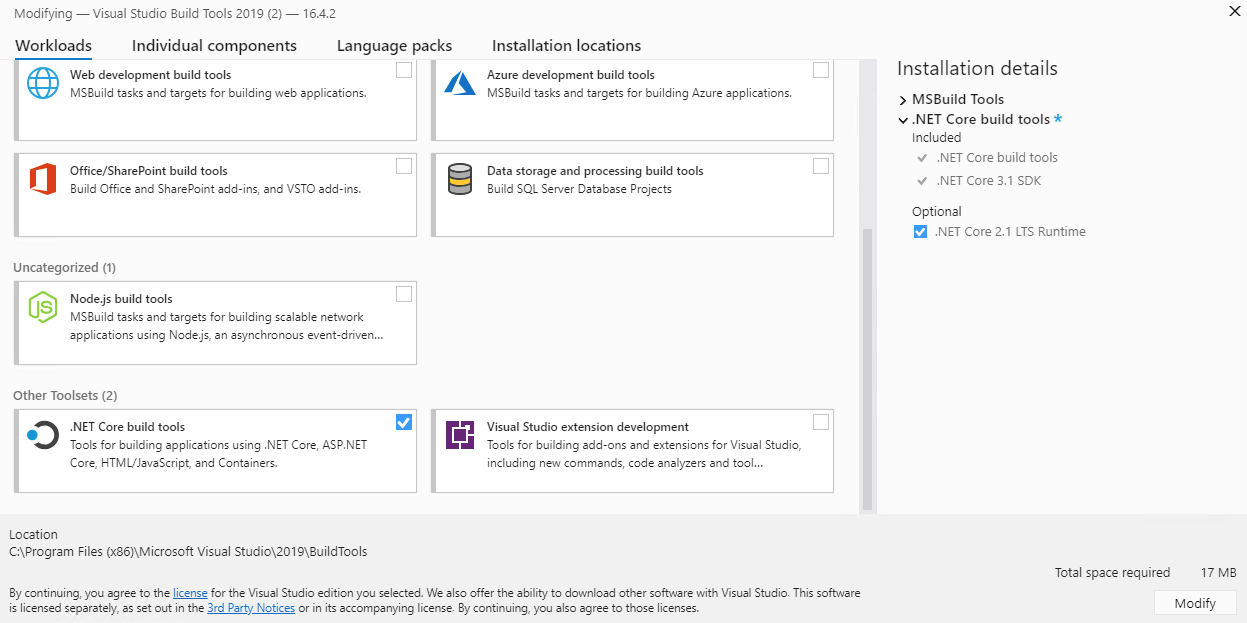 Modifying — Visual Studio Build Tools 2019 (2) — 16.4.2
Workloads
Individual components
Language packs
Installation locations
Web development build tools
MSBuild tasks and targets for building web applications.
Azure development build tools
MSBuild tasks and targets for building Azure applications.
Office/SharePoint build tools
Build Office and SharePoint add-ins, and VSTO add-ins.
Data storage and processing build tools
Build SQL Server Database Projects
Uncategorized (1)
JS
Node.js build tools
MSBuild tasks and targets for building scalable network
applications using Node.js, an asynchronous event-driven...
Other Toolsets (2)
.NET Core build tools
Tools for building applications using .NET Core, ASP.NET
Core, HTML/JavaScript, and Containers.
Visual Studio extension development
Tools for building add-ons and extensions for Visual Studio,
including new commands, code analyzers and tool...
Installation details
MSBuild Tools
.NET Core build tools *
Included
.NET Core build tools
.NET Core 3.1 SDK
Optional
.NET Core 2.1 LTS Runtime
Location
C:\Program Files (x86)\Microsoft Visual Studio\2019\BuildTools
Total space required 17 MB
By continuing, you agree to the license for the Visual Studio edition you selected. We also offer the ability to download other software with Visual Studio. This software
is licensed separately, as set out in the 3rd Party Notices or in its accompanying license. By continuing, you also agree to those licenses.
Modify